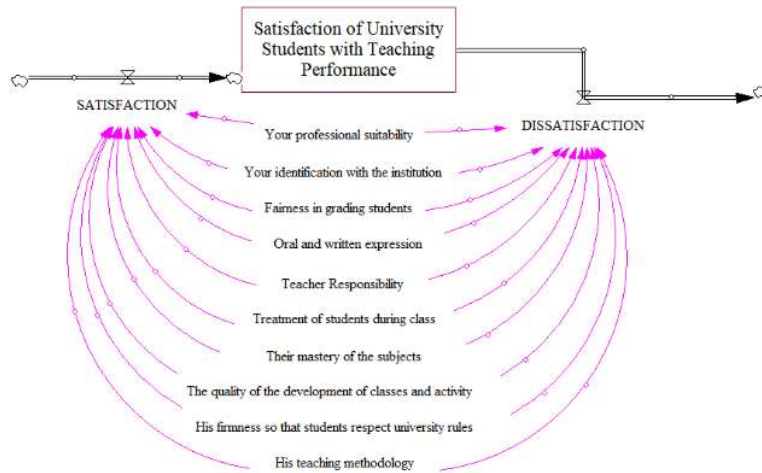 Satisfaction of University
Students with Teaching
Performance
SATISFACTION
DISSATISFACTION
Your professional suitability
Your identification with the institution
Fairness in grading students
Oral and written expression
Teacher Responsibility
Treatment of students during class
Their mastery of the subjects
The quality of the development of classes and activity
His firmness so that students respect university rules
His teaching methodology